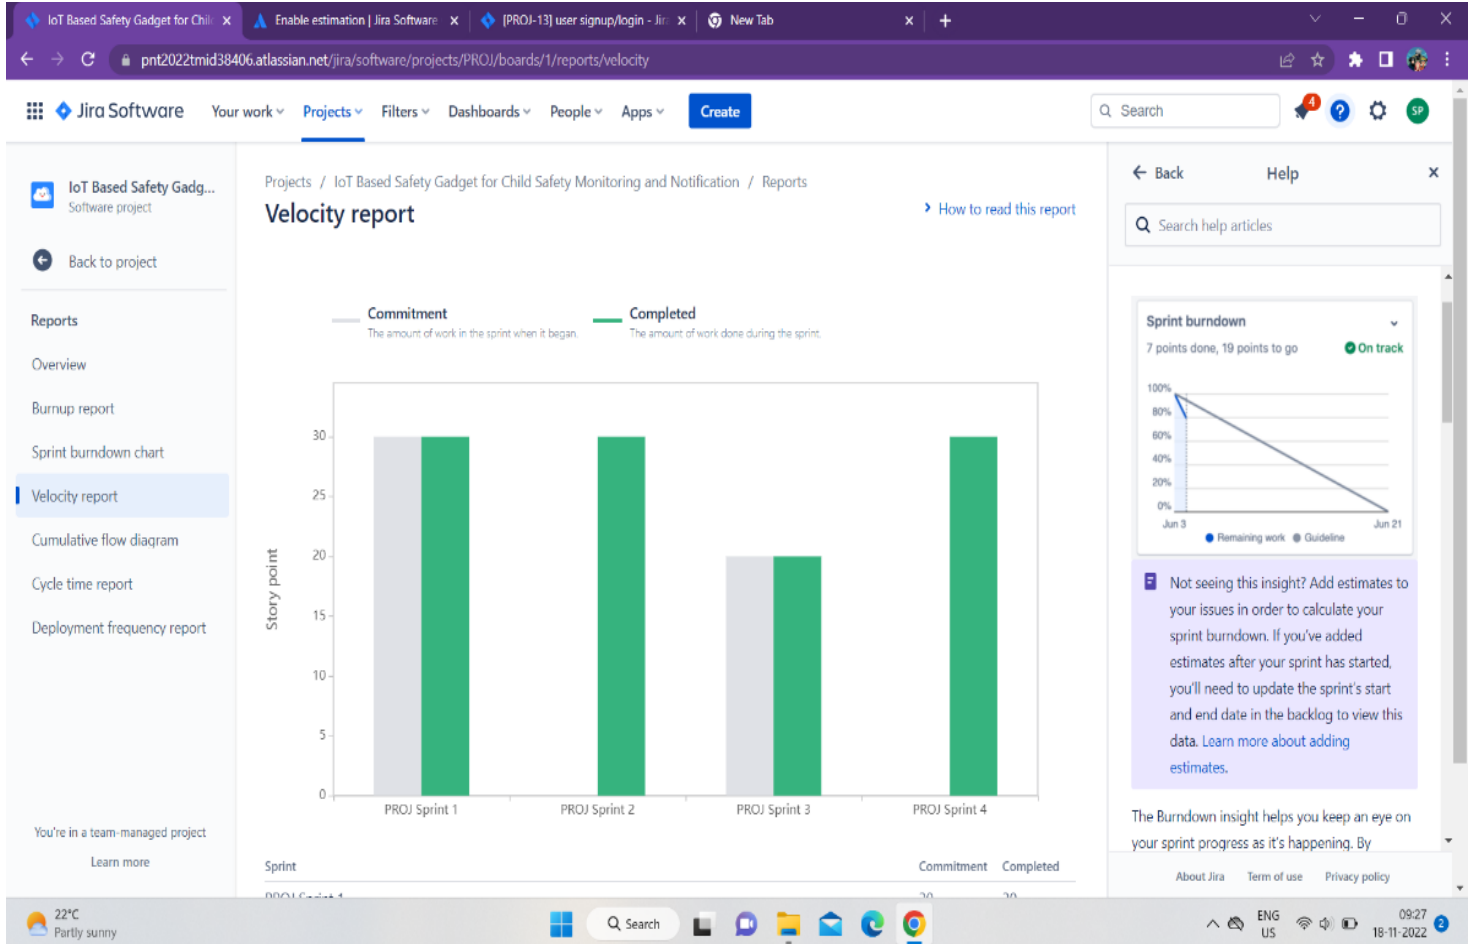 IoT Based Safety Gadget for Chil
Enable estimation | Jira Software
[PROJ-13] user signup/login - Jir
New Tab
pnt2022tmid38406.atlassian.net/jira/software/projects/PROJ/boards/1/reports/velocity
Jira Software
Your work
Projects
Filters
Dashboards
People
Apps
Create
Search
4
SP
IoT Based Safety Gadg...
Software project
Back to project
Reports
Overview
Burnup report
Sprint burndown chart
Velocity report
Cumulative flow diagram
Cycle time report
Deployment frequency report
You're in a team-managed project
Learn more
Projects / IoT Based Safety Gadget for Child Safety Monitoring and Notification / Reports
Velocity report
How to read this report
Commitment
The amount of work in the sprint when it began.
Completed
The amount of work done during the sprint.
Story point
30
25
20
15
10
5
0
PROJ Sprint 1
PROJ Sprint 2
PROJ Sprint 3
PROJ Sprint 4
Sprint
Commitment
Completed
Back
Help
Search help articles
Sprint burndown
7 points done, 19 points to go
On track
100%
80%
60%
40%
20%
0%
Jun 3
Jun 21
Remaining work
Guideline
Not seeing this insight? Add estimates to
your issues in order to calculate your
sprint burndown. If you've added
estimates after your sprint has started,
you'll need to update the sprint's start
and end date in the backlog to view this
data. Learn more about adding
estimates.
The Burndown insight helps you keep an eye on
your sprint progress as it's happening. By
About Jira
Term of use
Privacy policy
22°C
Partly sunny
Search
ENG
US
09:27
18-11-2022
2